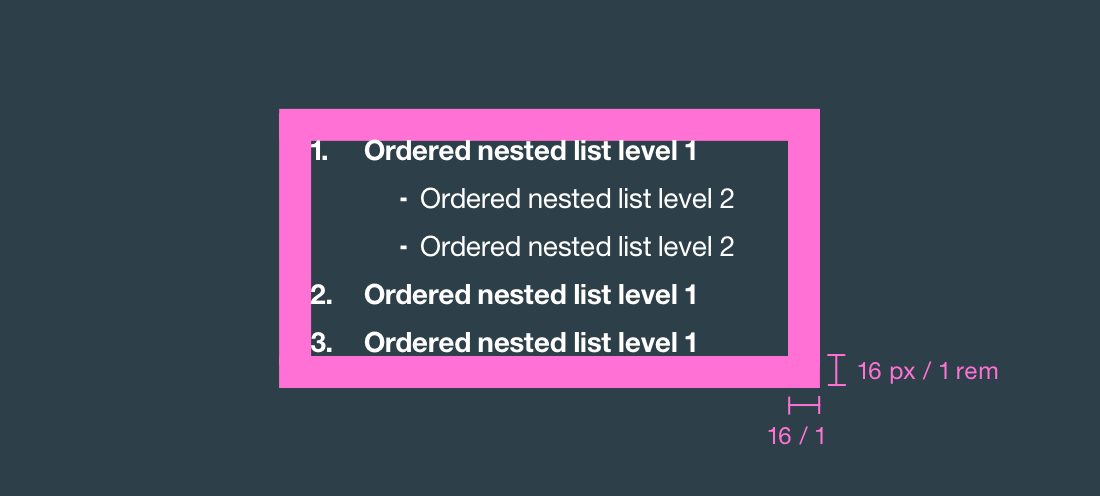 1. Ordered nested list level 1
- Ordered nested list level 2
- Ordered nested list level 2
2. Ordered nested list level 1
3. Ordered nested list level 1
16 px / 1 rem
16 / 1